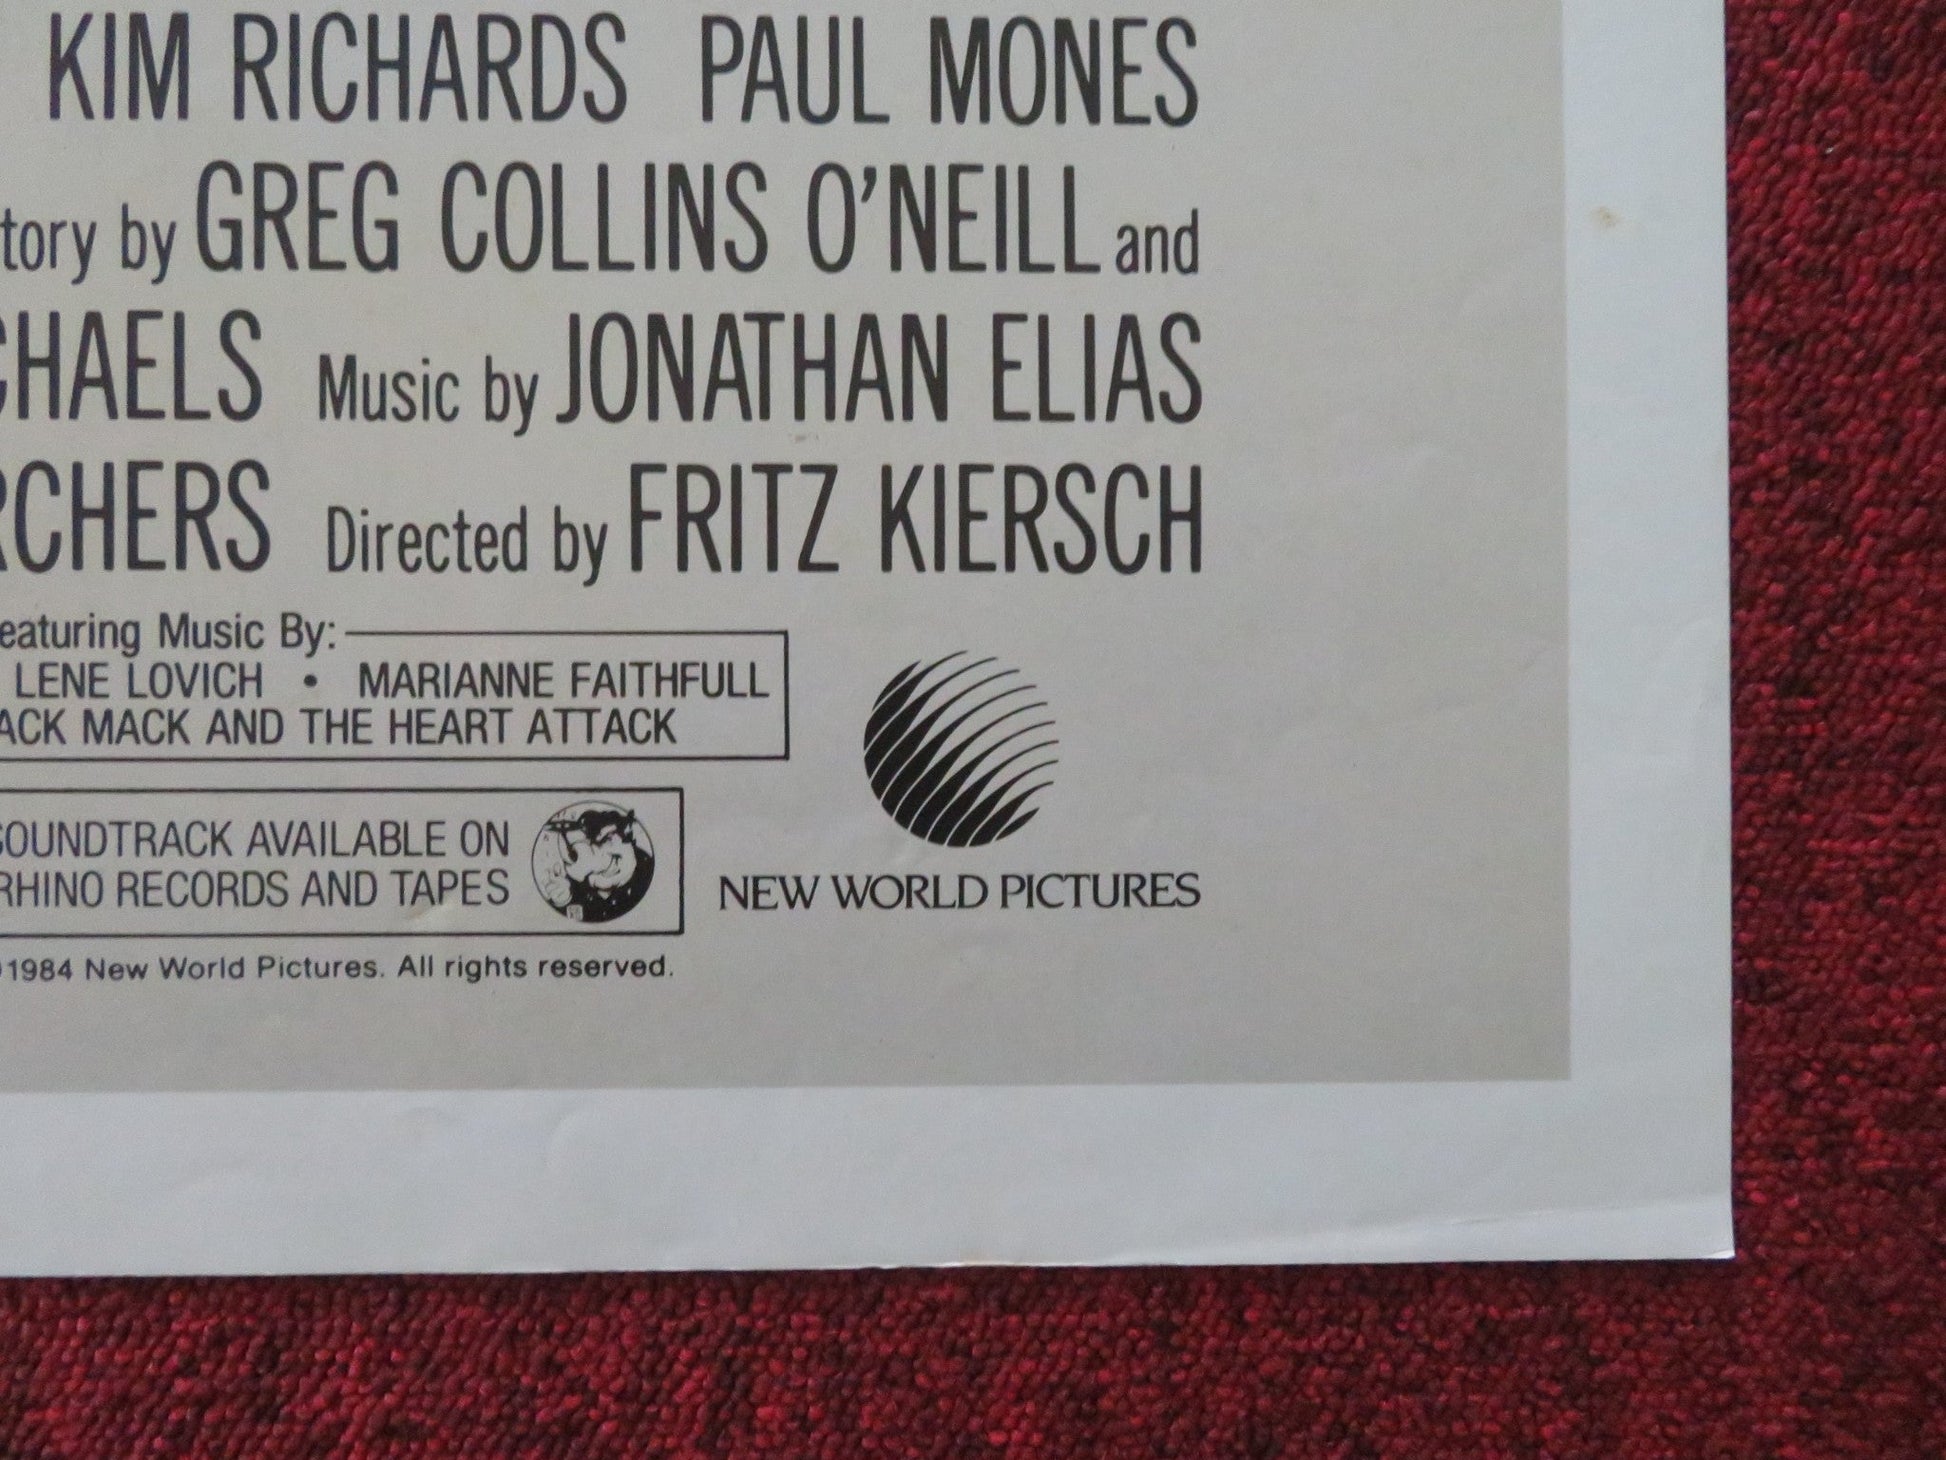 KIM RICHARDS PAUL MONES
tory by GREG COLLINS O'NEILL and
CHAELS Music by JONATHAN ELIAS
RCHERS Directed by FRITZ KIERSCH
eaturing Music By:
LENE LOVICH • MARIANNE FAITHFULL
ACK MACK AND THE HEART ATTACK
SOUNDTRACK AVAILABLE ON
RHINO RECORDS AND TAPES
NEW WORLD PICTURES
©1984 New World Pictures. All rights reserved.